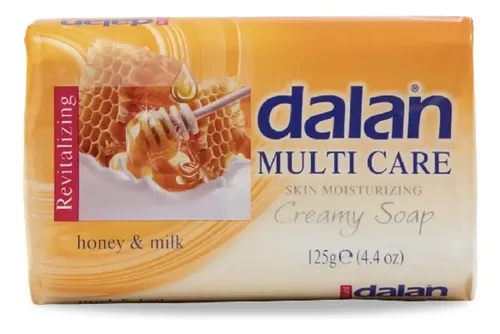 Revitalizing
honey & milk
dalan®
MULTI CARE
SKIN MOISTURIZING
Creamy Soap
125g℮ (4.4 oz)
dalan